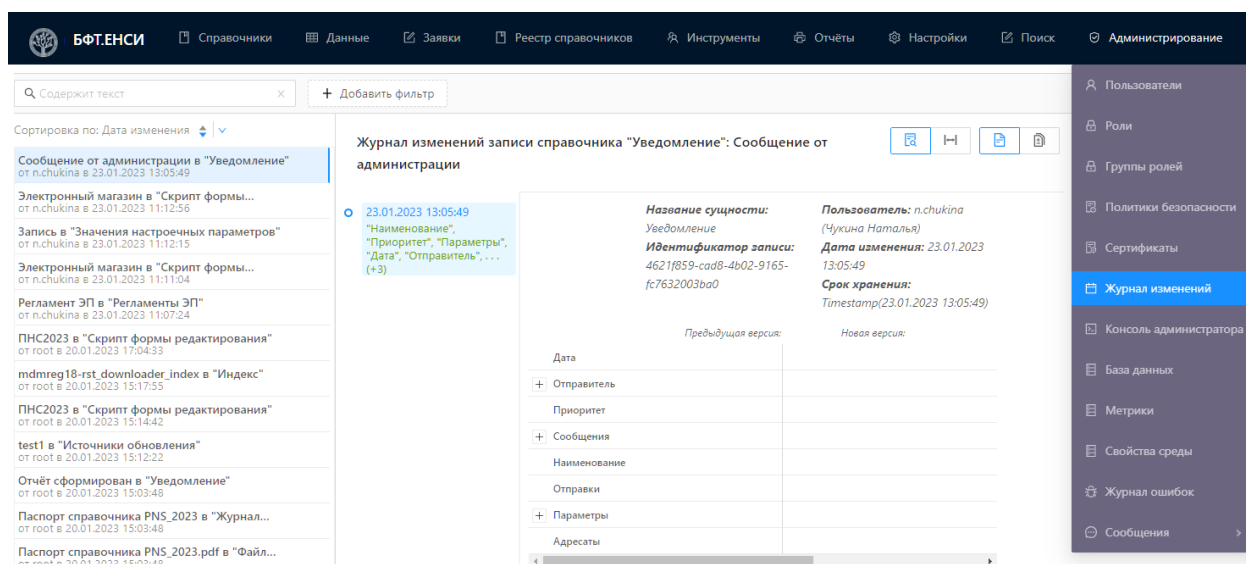 БФТ.ЕНСИ Справочники Данные Заявки Реестр справочников Инструменты Отчёты Настройки Поиск Администрирование
Содержит текст × + Добавить фильтр
Сортировка по: Дата изменения
Сообщение от администрации в "Уведомление"
от n.chukina в 23.01.2023 13:05:49
Электронный магазин в "Скрипт формы...
от n.chukina в 23.01.2023 11:12:56
Запись в "Значения настроечных параметров"
от n.chukina в 23.01.2023 11:12:15
Электронный магазин в "Скрипт формы...
от n.chukina в 23.01.2023 11:11:04
Регламент ЭП в "Регламенты ЭП"
от n.chukina в 23.01.2023 11:07:24
ПНС2023 в "Скрипт формы редактирования"
от root в 20.01.2023 17:04:33
mdmreg18-rst_downloader_index в "Индекс"
от root в 20.01.2023 15:17:55
ПНС2023 в "Скрипт формы редактирования"
от root в 20.01.2023 15:14:42
test1 в "Источники обновления"
от root в 20.01.2023 15:12:22
Отчёт сформирован в "Уведомление"
от root в 20.01.2023 15:03:48
Паспорт справочника PNS_2023 в "Журнал...
от root в 20.01.2023 15:03:48
Паспорт справочника PNS_2023.pdf в "Файл...
от root в 20.01.2023 15:03:48
Журнал изменений записи справочника "Уведомление": Сообщение от
администрации
23.01.2023 13:05:49
"Наименование",
"Приоритет", "Параметры",
"Дата", "Отправитель", . . .
(+3)
Название сущности:
Уведомление
Идентификатор записи:
4621f859-cad8-4b02-9165-
fc7632003ba0
Пользователь: n.chukina
(Чукина Наталья)
Дата изменения: 23.01.2023
13:05:49
Срок хранения:
Timestamp(23.01.2023 13:05:49)
Предыдущая версия: Новая версия:
Дата
+ Отправитель
Приоритет
+ Сообщения
Наименование
Отправки
+ Параметры
Адресаты
Пользователи
Роли
Группы ролей
Политики безопасности
Сертификаты
Журнал изменений
Консоль администратора
База данных
Метрики
Свойства среды
Журнал ошибок
Сообщения >